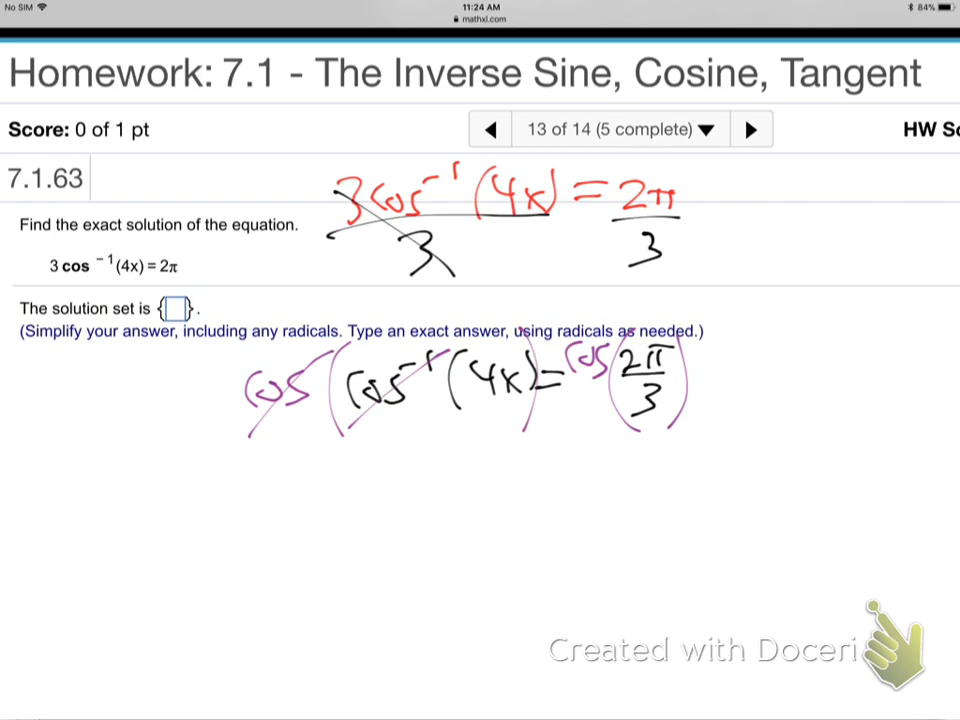 No SIM 11:24 AM 84%
mathxl.com
Homework: 7.1 - The Inverse Sine, Cosine, Tangent
Score: 0 of 1 pt 13 of 14 (5 complete) HW Sc
7.1.63
3cos⁻¹(4x) = 2π
3 3
Find the exact solution of the equation.
3 cos ⁻¹(4x) = 2π
The solution set is { }.
(Simplify your answer, including any radicals. Type an exact answer, using radicals as needed.)
cos(cos⁻¹(4x)) = cos(2π/3)
Created with Doceri